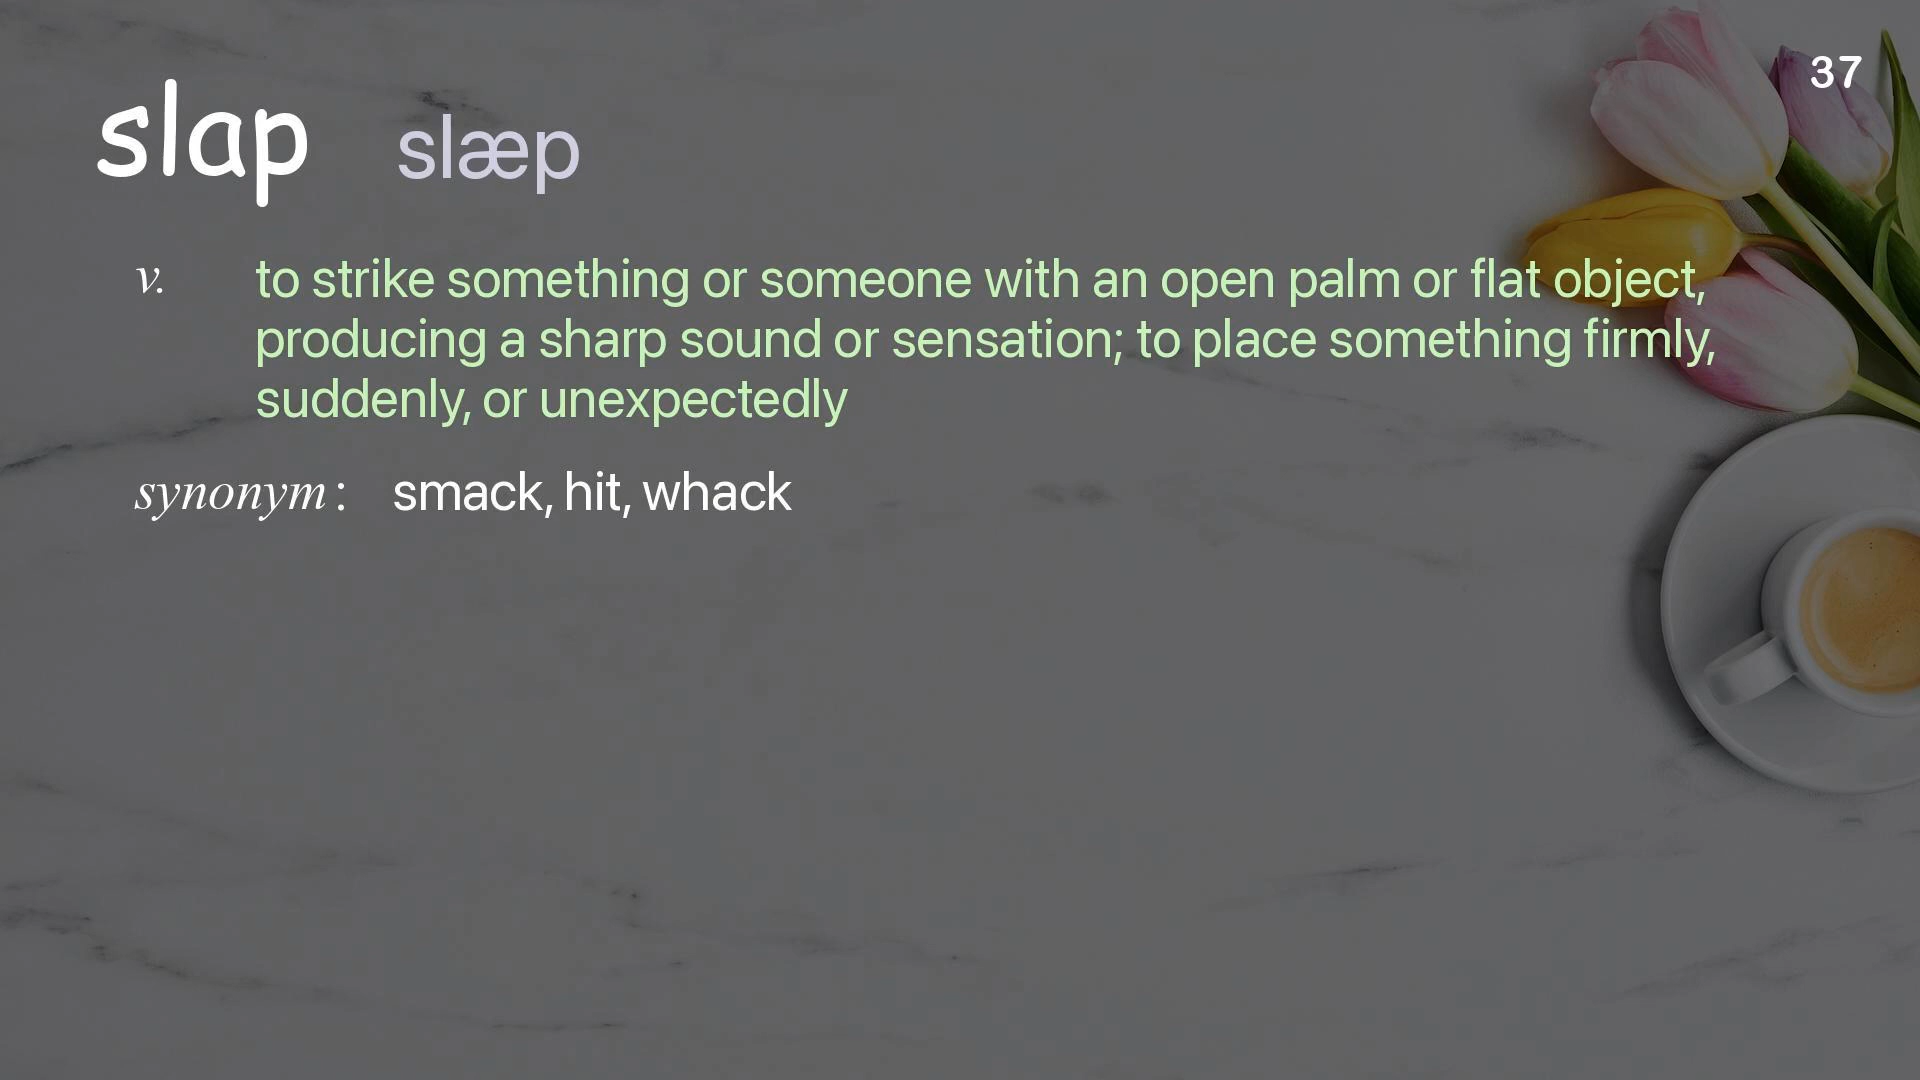 37
slap slæp
v. to strike something or someone with an open palm or flat object,
producing a sharp sound or sensation; to place something firmly,
suddenly, or unexpectedly
synonym : smack, hit, whack